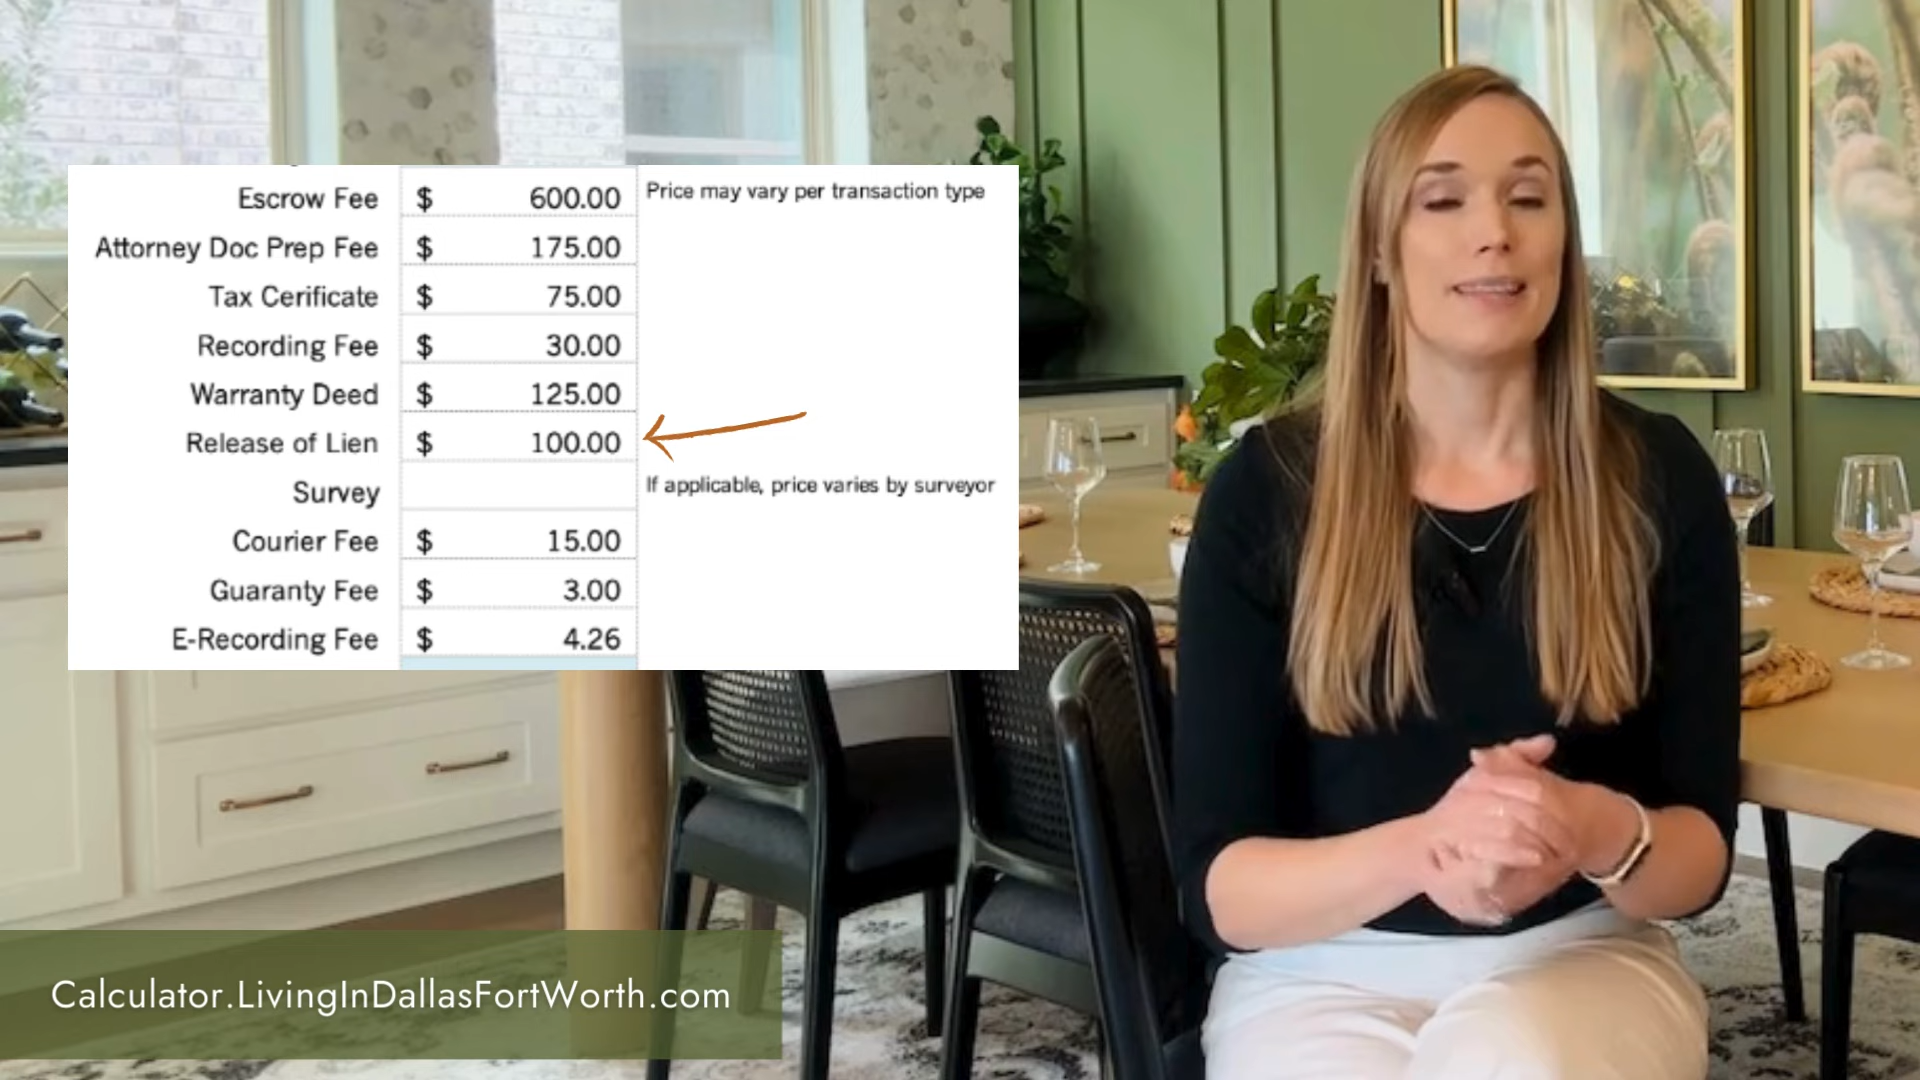 Escrow Fee $ 600.00 Price may vary per transaction type
Attorney Doc Prep Fee $ 175.00
Tax Cerificate $ 75.00
Recording Fee $ 30.00
Warranty Deed $ 125.00
Release of Lien $ 100.00
Survey If applicable, price varies by surveyor
Courier Fee $ 15.00
Guaranty Fee $ 3.00
E-Recording Fee $ 4.26
Calculator.LivingInDallasFortWorth.com